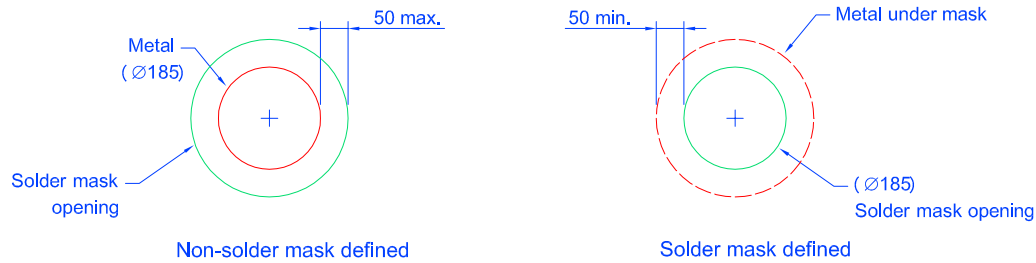 50 max.
Metal
( ∅185)
Solder mask
opening
Non-solder mask defined
50 min.
Metal under mask
( ∅185)
Solder mask opening
Solder mask defined